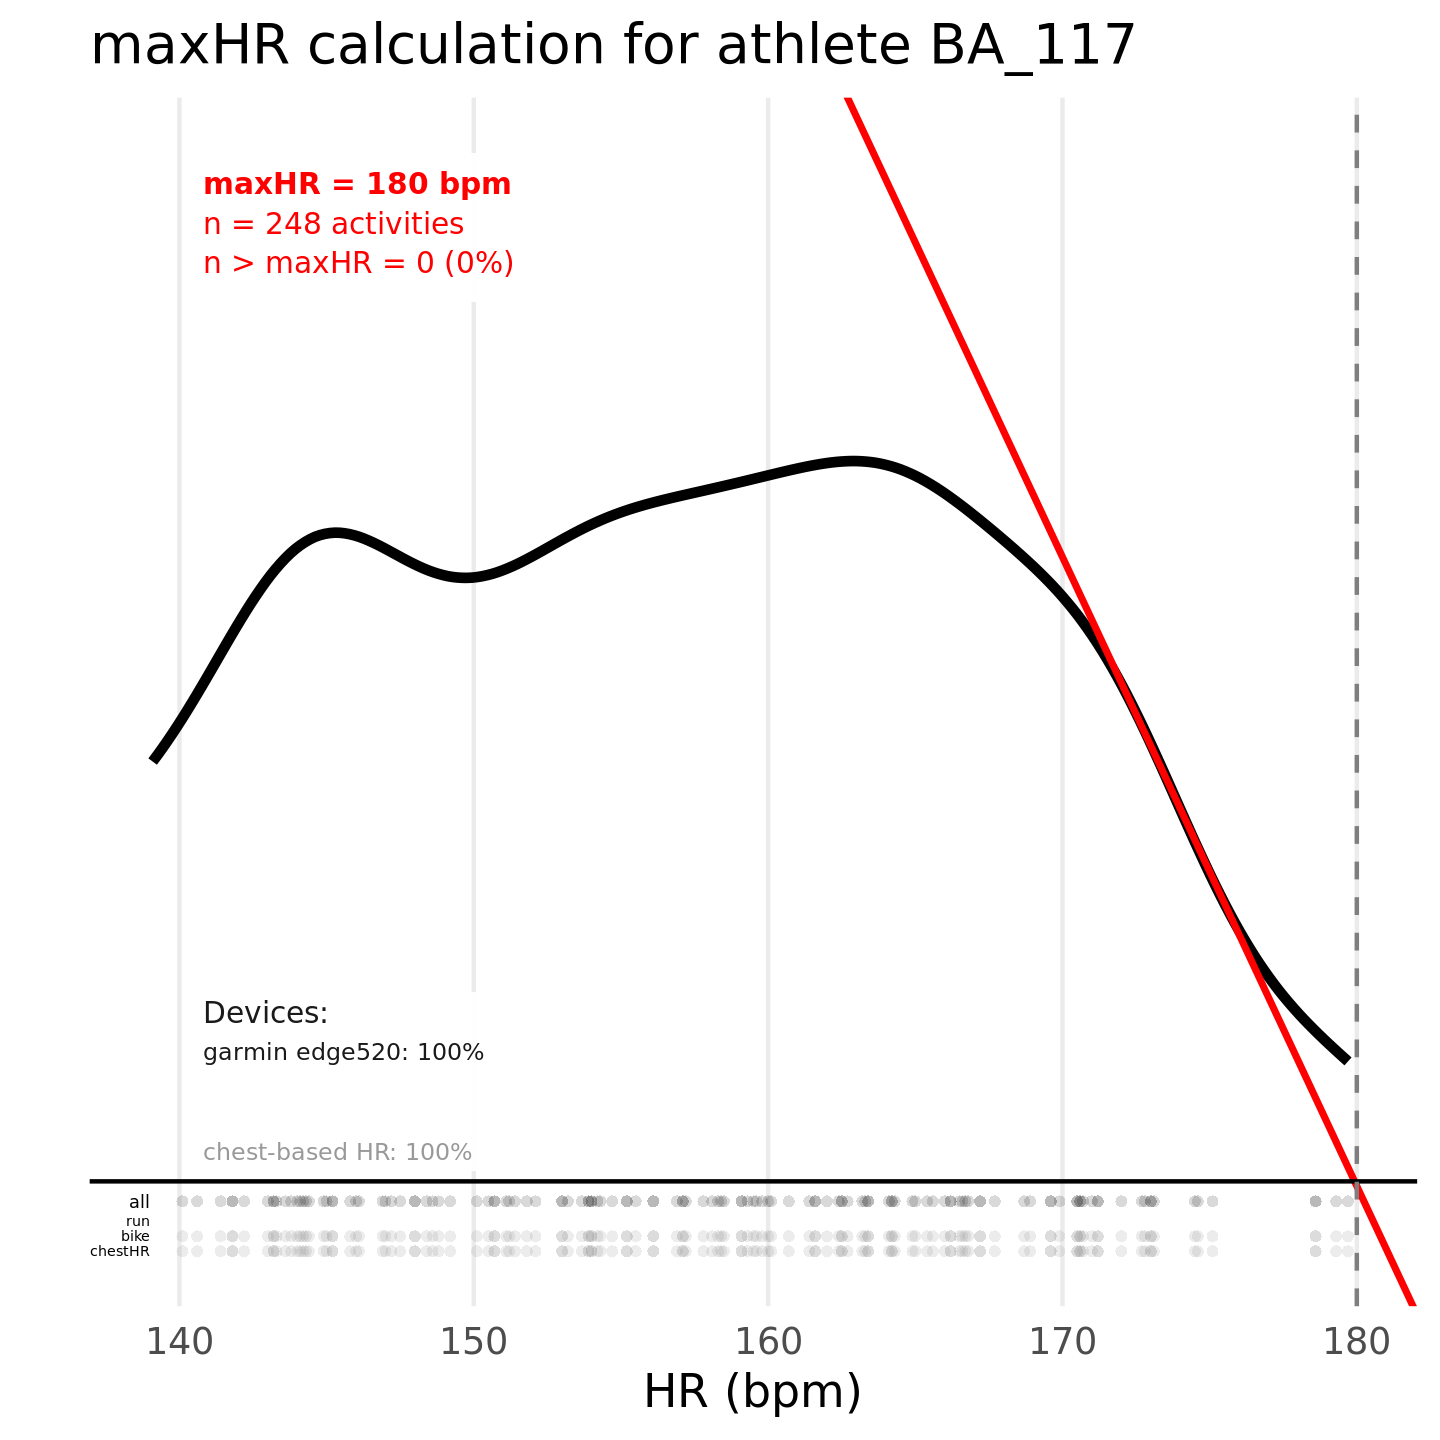 maxHR calculation for athlete BA_117
maxHR = 180 bpm
n = 248 activities
n > maxHR = 0 (0%)
Devices:
garmin edge520: 100%
chest-based HR: 100%
all
run
bike
chestHR
140 150 160 170 180
HR (bpm)